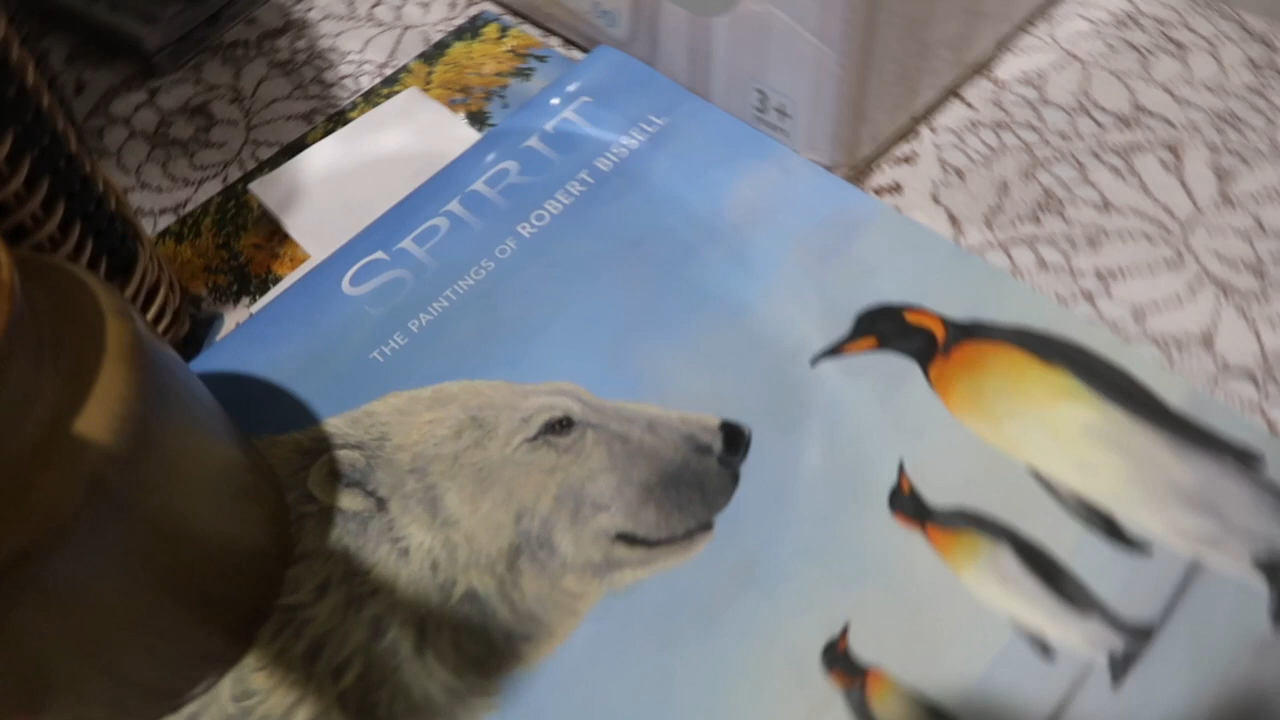 SPIRIT
THE PAINTINGS OF ROBERT BISSELL
3+